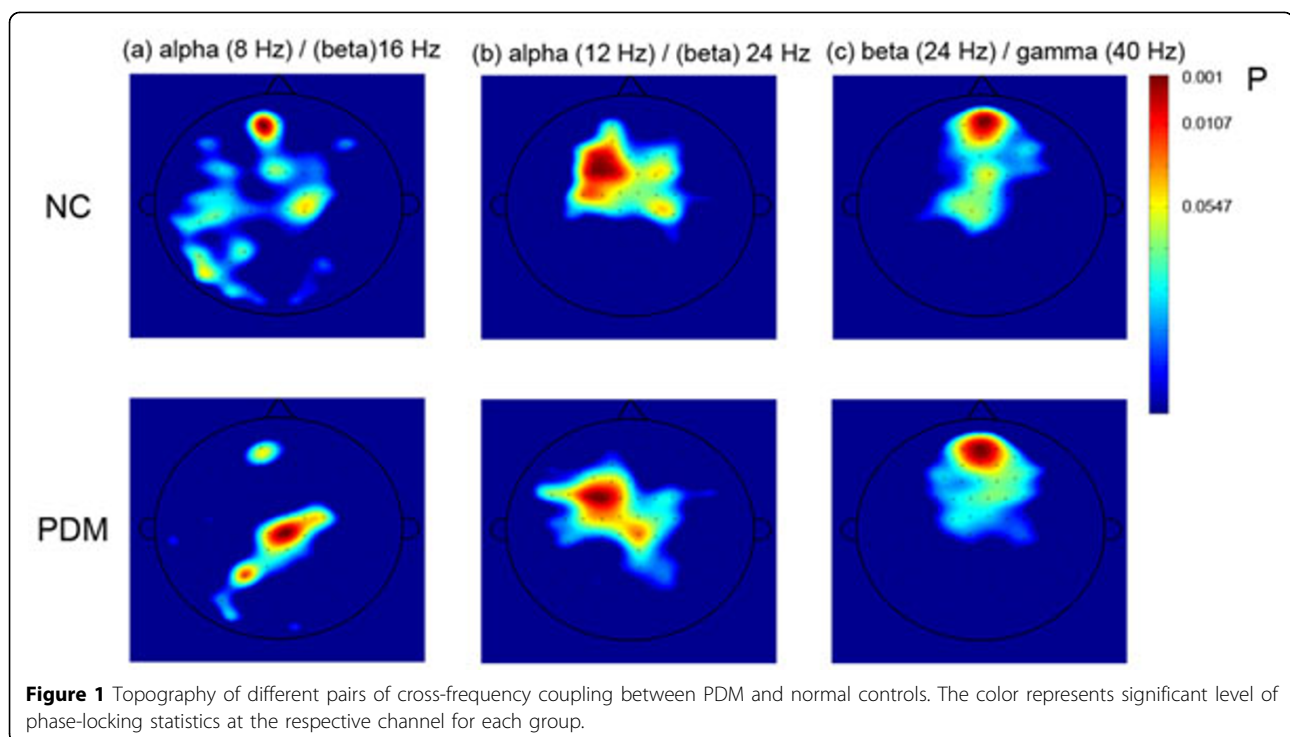 (a) alpha (8 Hz) / (beta)16 Hz
(b) alpha (12 Hz) / (beta) 24 Hz
(c) beta (24 Hz) / gamma (40 Hz)
0.001
P
0.0107
0.0547
NC
PDM
Figure 1 Topography of different pairs of cross-frequency coupling between PDM and normal controls. The color represents significant level of
phase-locking statistics at the respective channel for each group.